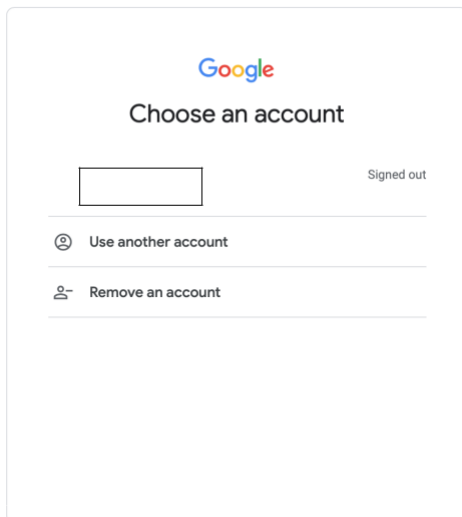 Google
Choose an account
Signed out
Use another account
Remove an account